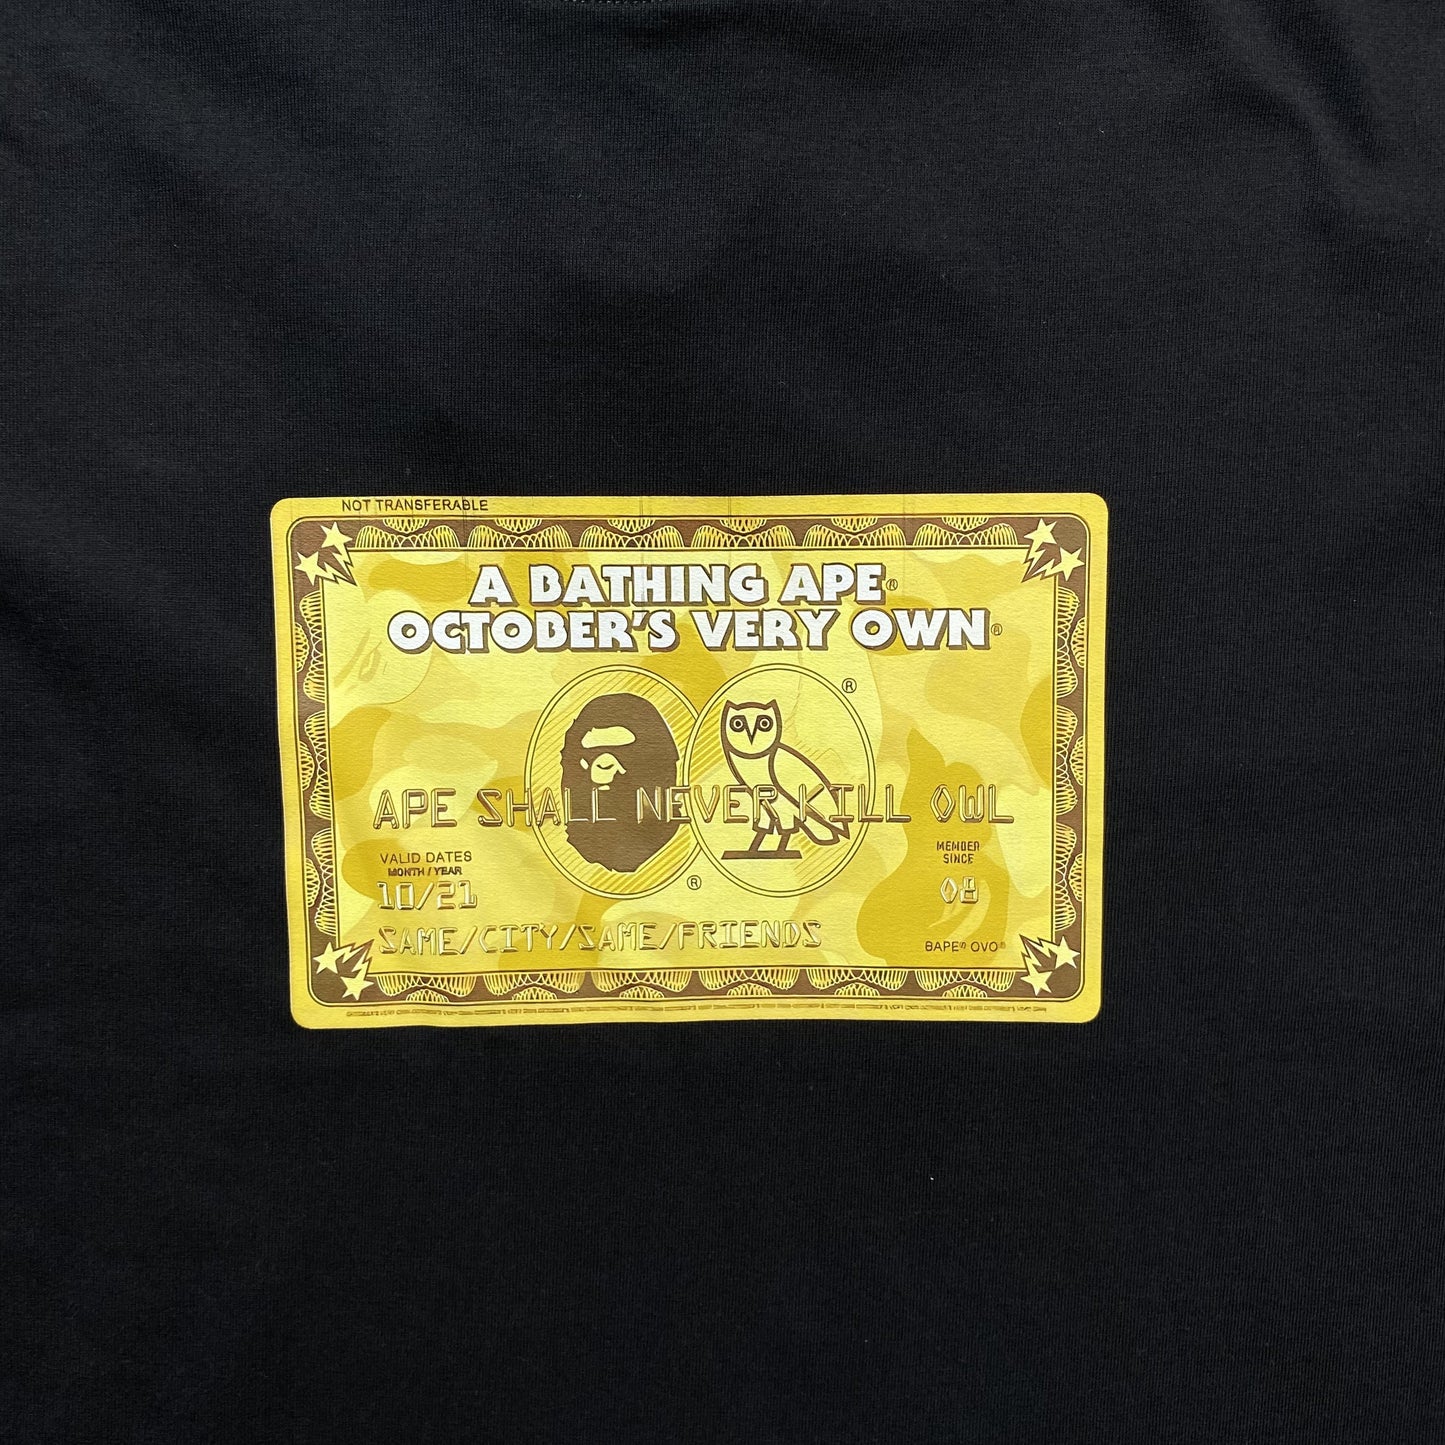 NOT TRANSFERABLE
A BATHING APE®
OCTOBER'S VERY OWN®
®
APE SHALL NEVER KILL OWL
VALID DATES
MONTH / YEAR
10/21
MEMBER
SINCE
08
®
SAME/CITY/SAME/FRIENDS
BAPE® OVO®